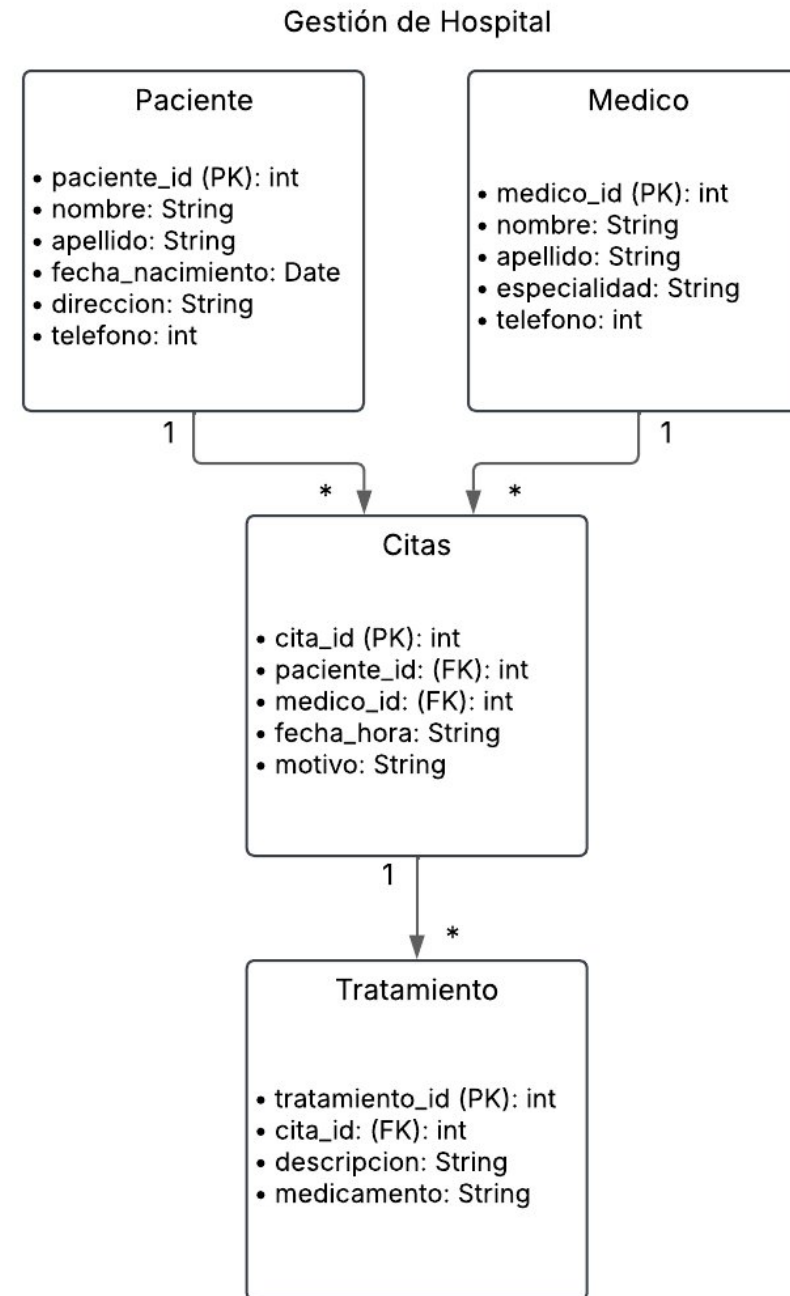 Gestión de Hospital
Paciente
• paciente_id (PK): int
• nombre: String
• apellido: String
• fecha_nacimiento: Date
• direccion: String
• telefono: int
Medico
• medico_id (PK): int
• nombre: String
• apellido: String
• especialidad: String
• telefono: int
1
1
*
*
Citas
• cita_id (PK): int
• paciente_id: (FK): int
• medico_id: (FK): int
• fecha_hora: String
• motivo: String
1
*
Tratamiento
• tratamiento_id (PK): int
• cita_id: (FK): int
• descripcion: String
• medicamento: String